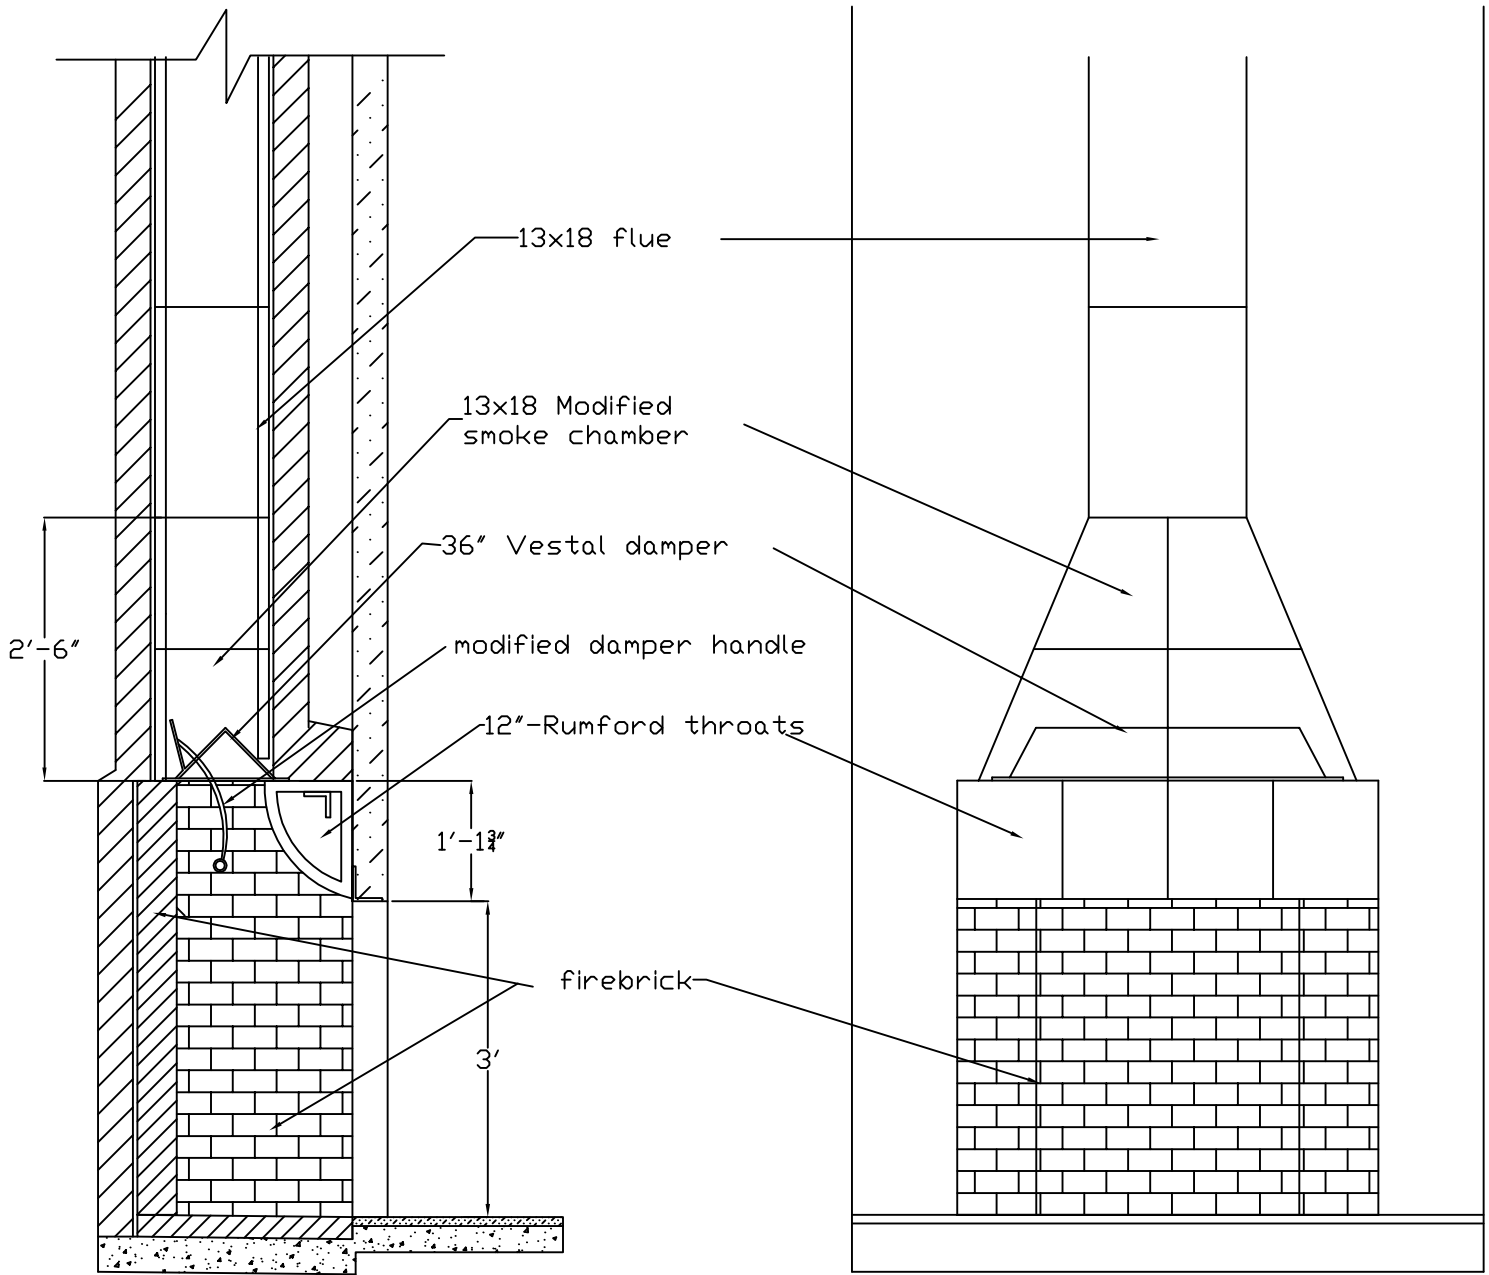 13x18 flue
13x18 Modified
smoke chamber
36" Vestal damper
2'-6"
modified damper handle
12"-Rumford throats
1'-1¾"
firebrick
3'